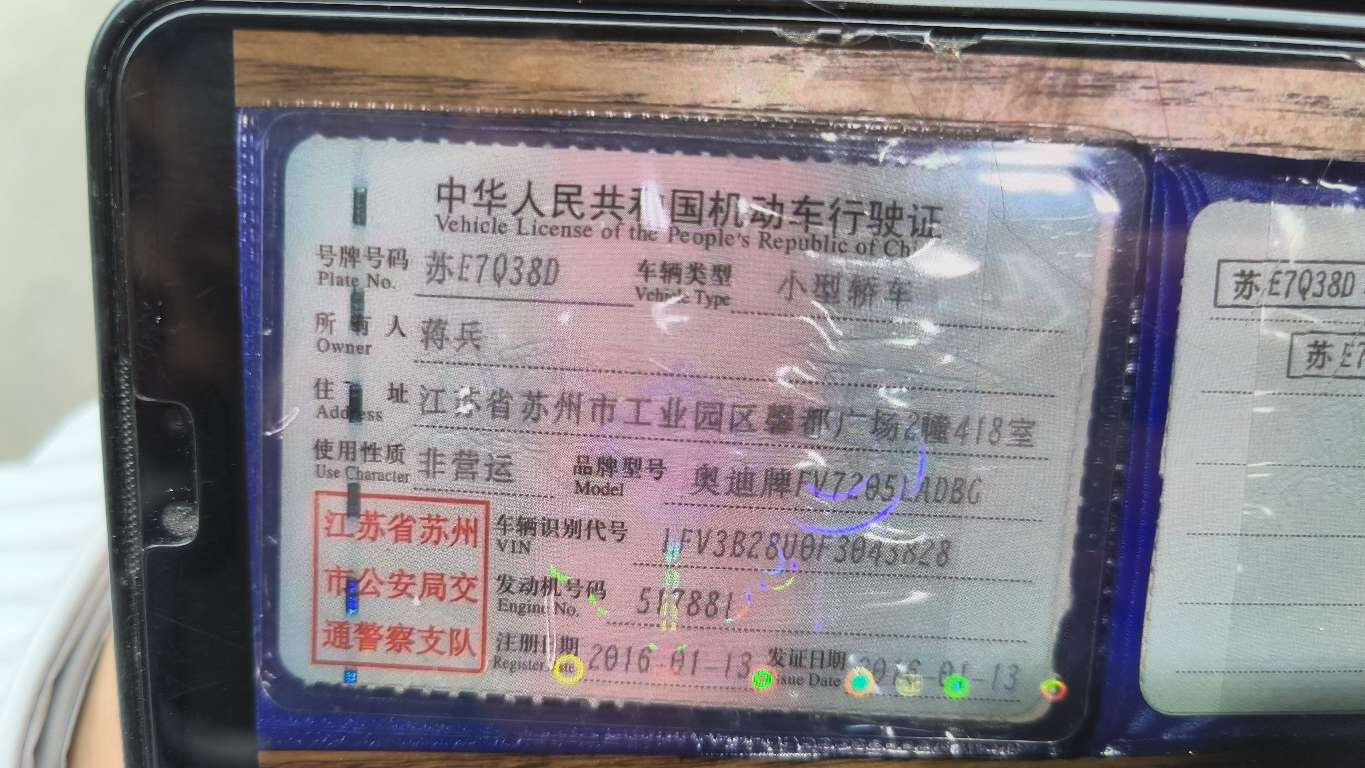 中华人民共和国机动车行驶证
Vehicle License of the People's Republic of Chi
号牌号码 苏E7Q38D 车辆类型 小型轿车
Plate No. Vehicle Type
所有人 蒋兵
Owner
住 址 江苏省苏州市工业园区馨都广场2幢418室
Address
使用性质 非营运 品牌型号 奥迪牌FV7205LADBG
Use Character Model
江苏省苏州
市公安局交
通警察支队
车辆识别代号 LFV3B28U0F3043828
VIN
发动机号码 517881
Engine No.
注册日期 2016-01-13 发证日期 2016-01-13
Register Date Issue Date
苏E7Q38D
苏E7